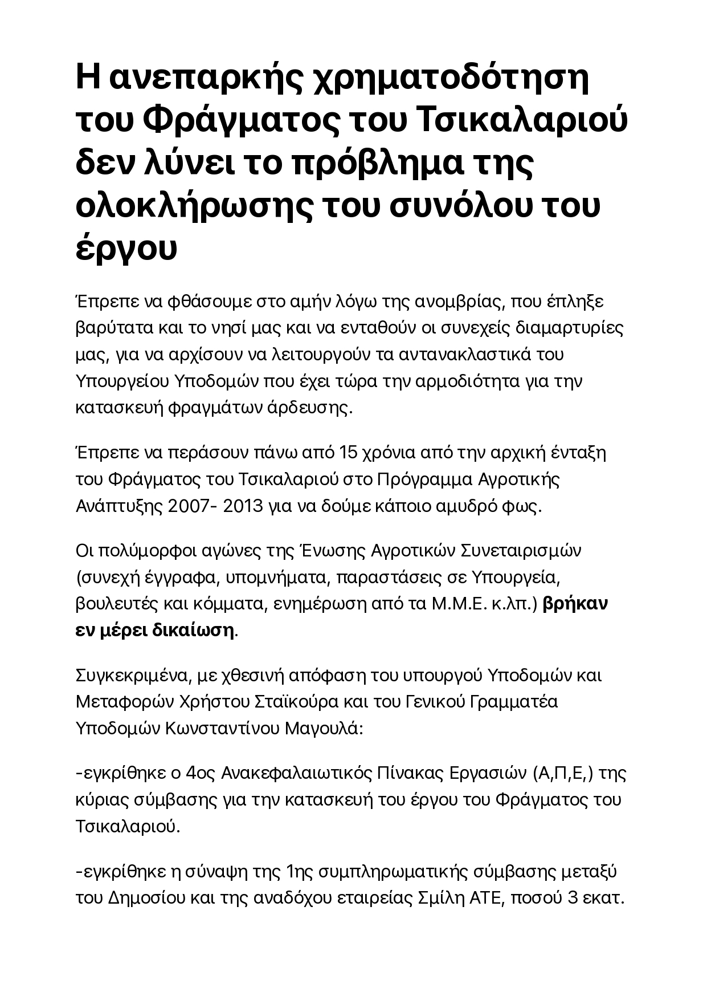 Η ανεπαρκής χρηματοδότηση
του Φράγματος του Τσικαλαριού
δεν λύνει το πρόβλημα της
ολοκλήρωσης του συνόλου του
έργου
Έπρεπε να φθάσουμε στο αμήν λόγω της ανομβρίας, που έπληξε
βαρύτατα και το νησί μας και να ενταθούν οι συνεχείς διαμαρτυρίες
μας, για να αρχίσουν να λειτουργούν τα αντανακλαστικά του
Υπουργείου Υποδομών που έχει τώρα την αρμοδιότητα για την
κατασκευή φραγμάτων άρδευσης.
Έπρεπε να περάσουν πάνω από 15 χρόνια από την αρχική ένταξη
του Φράγματος του Τσικαλαριού στο Πρόγραμμα Αγροτικής
Ανάπτυξης 2007- 2013 για να δούμε κάποιο αμυδρό φως.
Οι πολύμορφοι αγώνες της Ένωσης Αγροτικών Συνεταιρισμών
(συνεχή έγγραφα, υπομνήματα, παραστάσεις σε Υπουργεία,
βουλευτές και κόμματα, ενημέρωση από τα Μ.Μ.Ε. κ.λπ.) βρήκαν
εν μέρει δικαίωση.
Συγκεκριμένα, με χθεσινή απόφαση του υπουργού Υποδομών και
Μεταφορών Χρήστου Σταϊκούρα και του Γενικού Γραμματέα
Υποδομών Κωνσταντίνου Μαγουλά:
-εγκρίθηκε ο 4ος Ανακεφαλαιωτικός Πίνακας Εργασιών (Α,Π,Ε,) της
κύριας σύμβασης για την κατασκευή του έργου του Φράγματος του
Τσικαλαριού.
-εγκρίθηκε η σύναψη της 1ης συμπληρωματικής σύμβασης μεταξύ
του Δημοσίου και της αναδόχου εταιρείας Σμίλη ΑΤΕ, ποσού 3 εκατ.